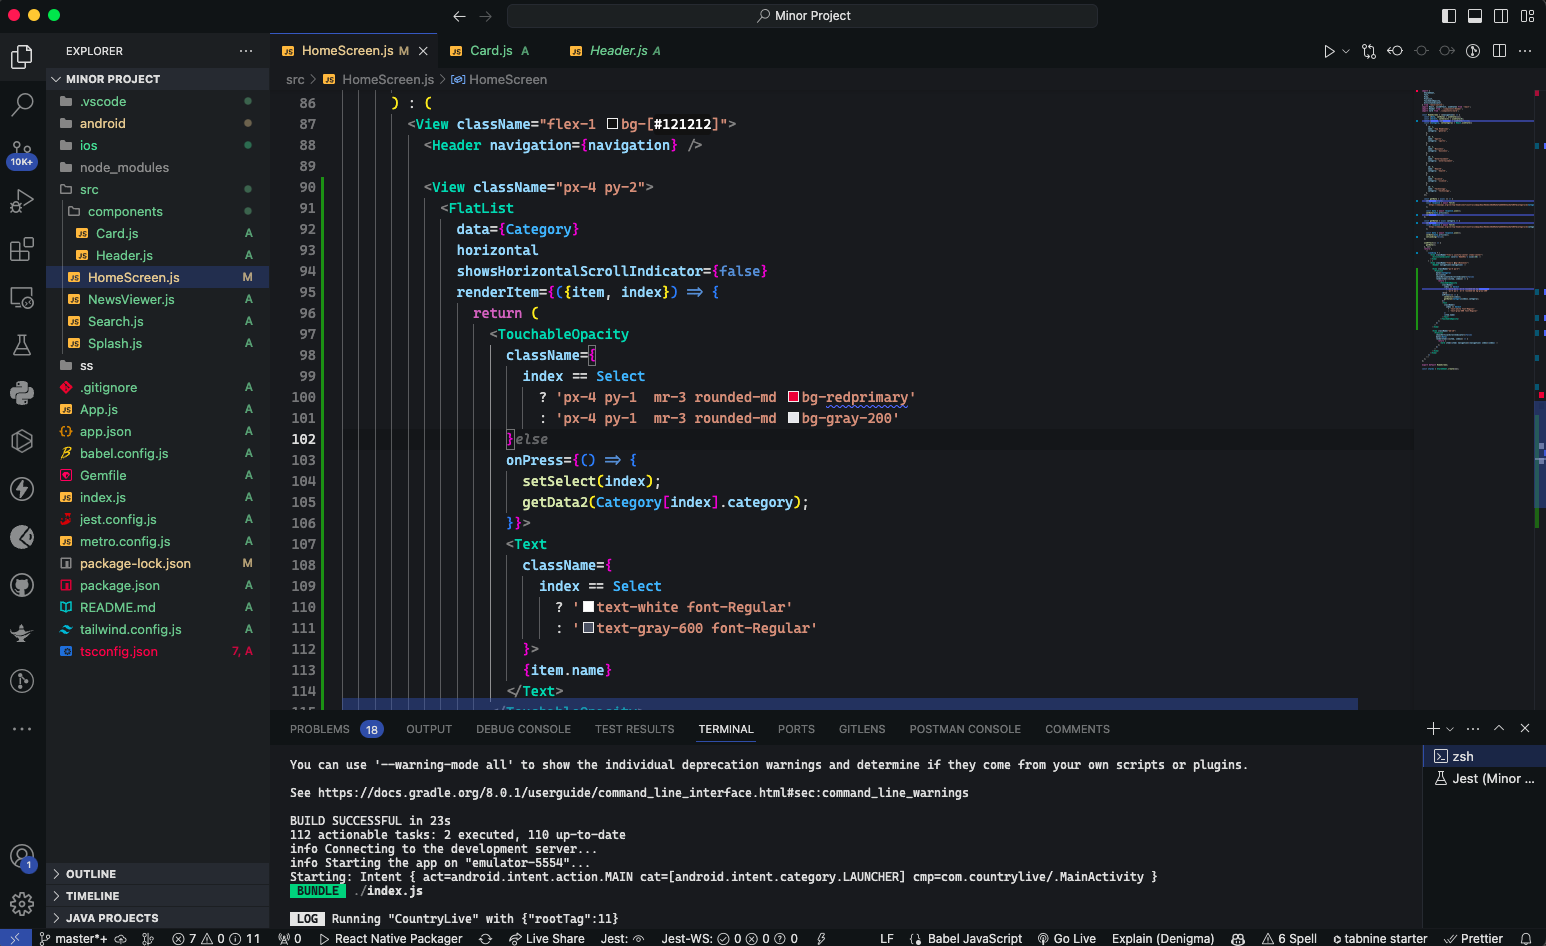 Minor Project
EXPLORER
MINOR PROJECT
.vscode
android
ios
node_modules
src
components
Card.js A
Header.js A
HomeScreen.js M
NewsViewer.js A
Search.js A
Splash.js A
ss
.gitignore A
App.js A
app.json A
babel.config.js A
Gemfile A
index.js A
jest.config.js A
metro.config.js A
package-lock.json M
package.json A
README.md A
tailwind.config.js A
tsconfig.json 7, A
OUTLINE
TIMELINE
JAVA PROJECTS
10K+
1
HomeScreen.js M
Card.js A
Header.js A
src > JS HomeScreen.js > HomeScreen
86 ) : (
87 <View className="flex-1 bg-[#121212]">
88 <Header navigation={navigation} />
89
90 <View className="px-4 py-2">
91 <FlatList
92 data={Category}
93 horizontal
94 showsHorizontalScrollIndicator={false}
95 renderItem={({item, index}) => {
96 return (
97 <TouchableOpacity
98 className={
99 index == Select
100 ? 'px-4 py-1  mr-3 rounded-md bg-redprimary'
101 : 'px-4 py-1  mr-3 rounded-md bg-gray-200'
102 }else
103 onPress={() => {
104 setSelect(index);
105 getData2(Category[index].category);
106 }}>
107 <Text
108 className={
109 index == Select
110 ? 'text-white font-Regular'
111 : 'text-gray-600 font-Regular'
112 }>
113 {item.name}
114 </Text>
115 </TouchableOpacity>
PROBLEMS 18 OUTPUT DEBUG CONSOLE TEST RESULTS TERMINAL PORTS GITLENS POSTMAN CONSOLE COMMENTS
You can use '--warning-mode all' to show the individual deprecation warnings and determine if they come from your own scripts or plugins.
See https://docs.gradle.org/8.0.1/userguide/command_line_interface.html#sec:command_line_warnings
BUILD SUCCESSFUL in 23s
112 actionable tasks: 2 executed, 110 up-to-date
info Connecting to the development server...
info Starting the app on "emulator-5554"...
Starting: Intent { act=android.intent.action.MAIN cat=[android.intent.category.LAUNCHER] cmp=com.countrylive/.MainActivity }
BUNDLE ./index.js
LOG Running "CountryLive" with {"rootTag":11}
zsh
Jest (Minor ...
master*+ 7 0 11 0 React Native Packager Live Share Jest: Jest-WS: 0 0 0 LF Babel JavaScript Go Live Explain (Denigma) 6 Spell tabnine starter Prettier